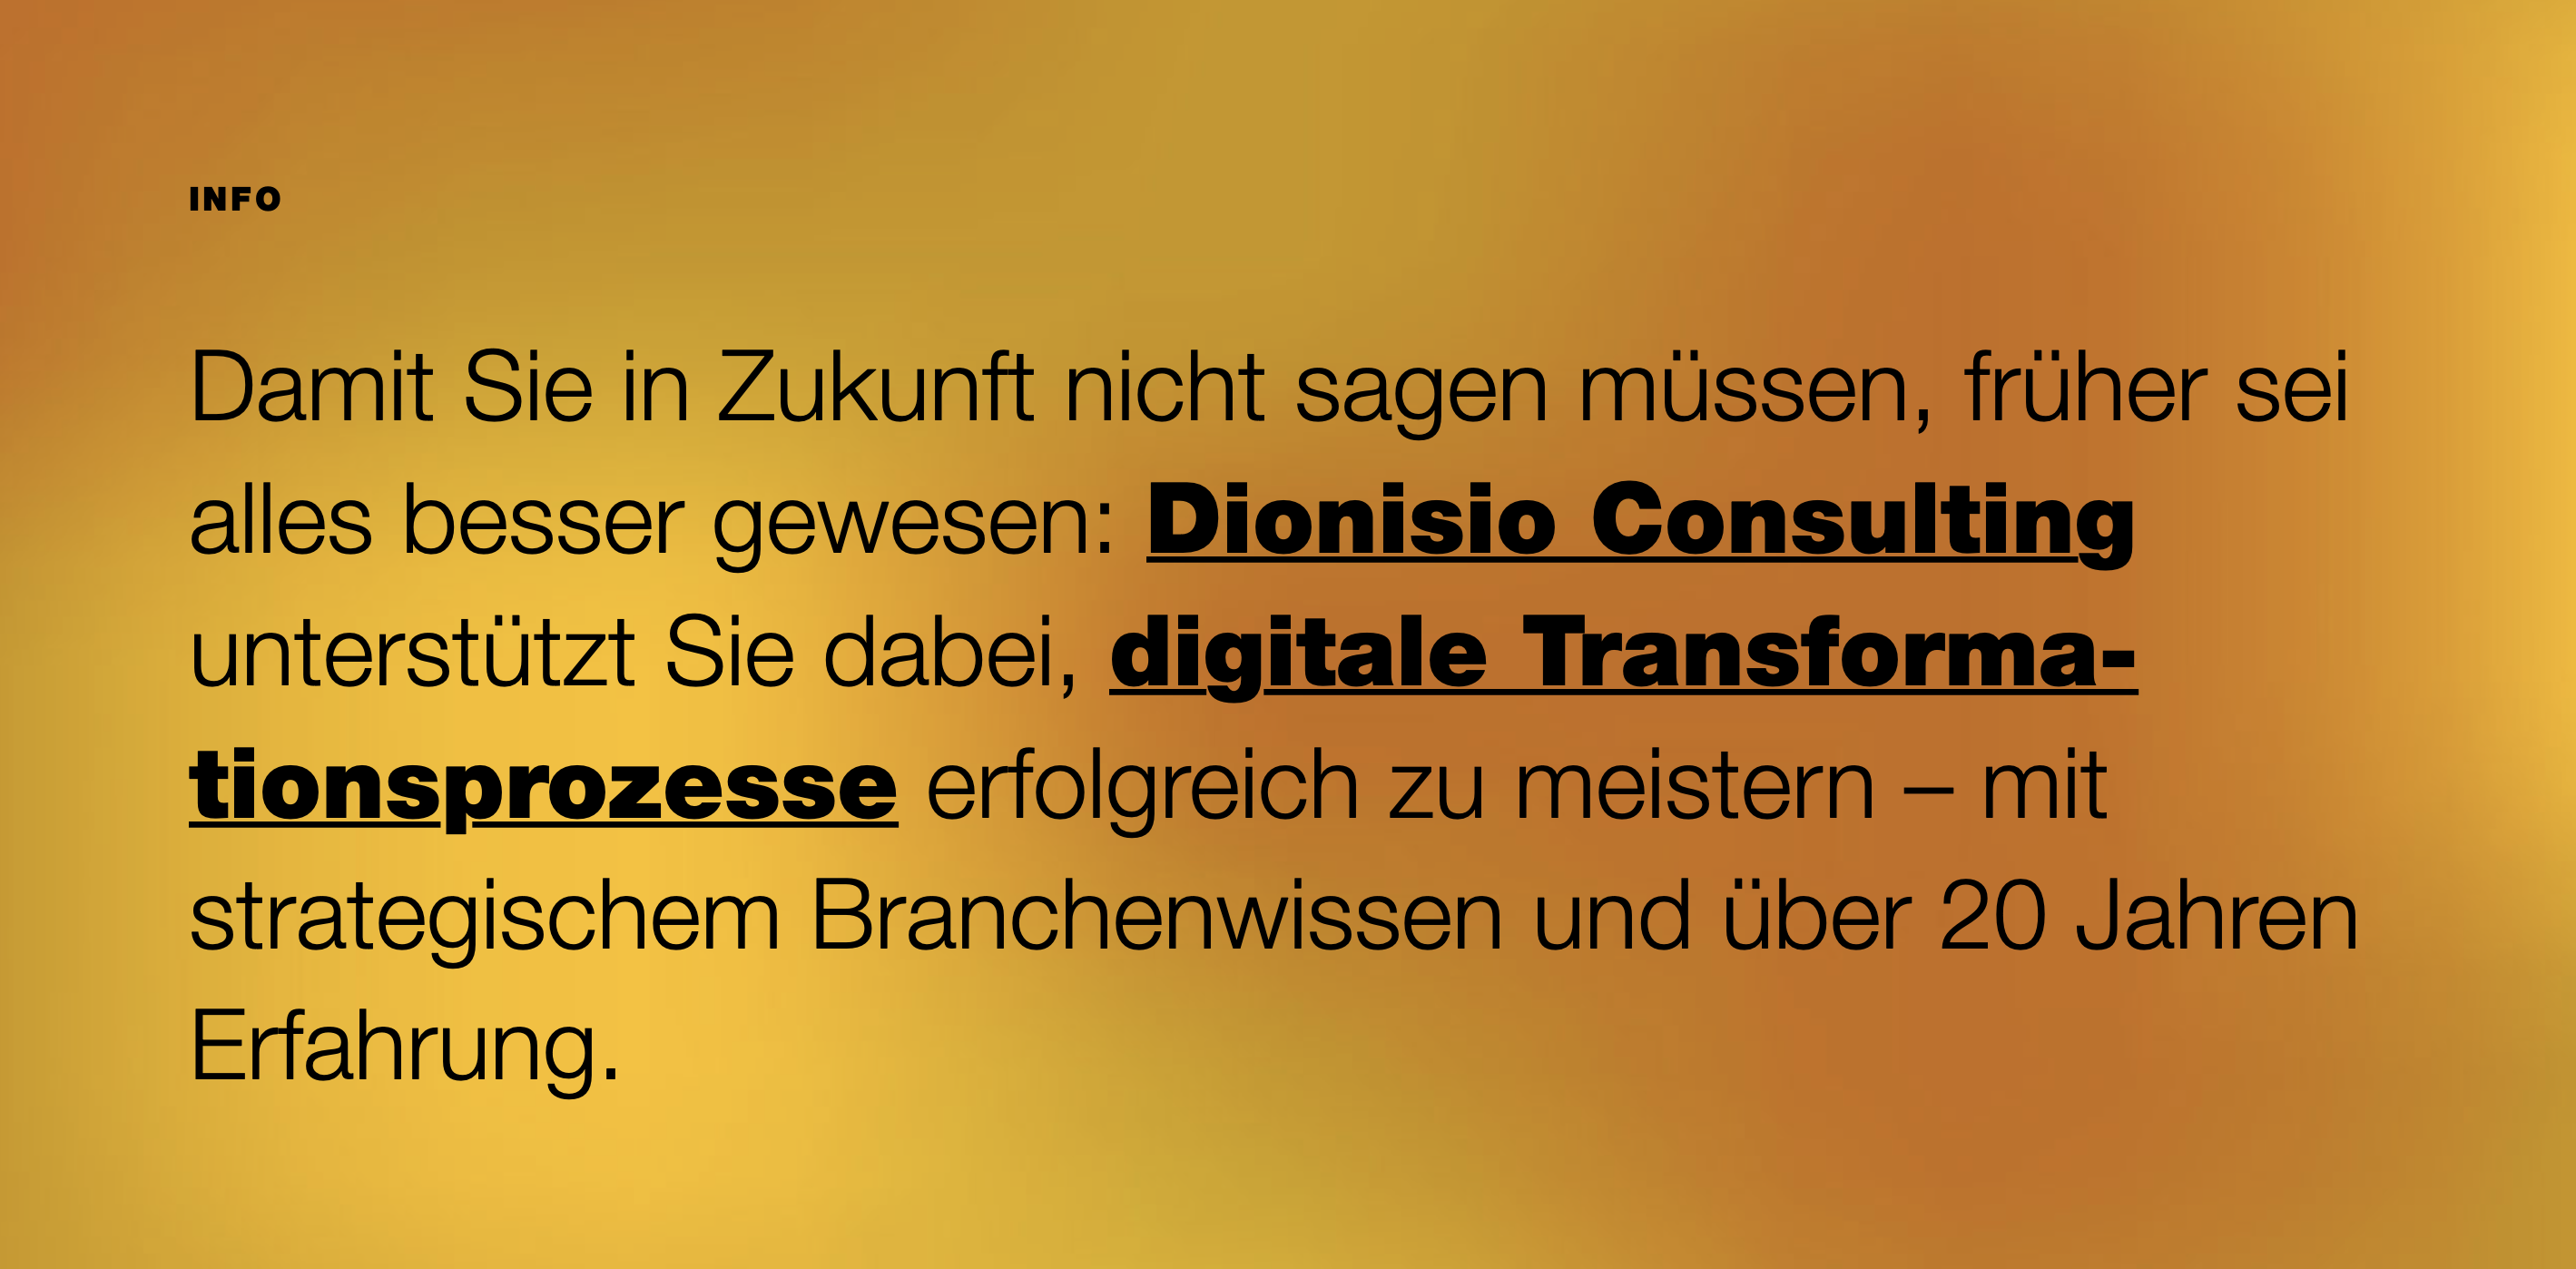 INFO
Damit Sie in Zukunft nicht sagen müssen, früher sei
alles besser gewesen: Dionisio Consulting
unterstützt Sie dabei, digitale Transforma-
tionsprozesse erfolgreich zu meistern – mit
strategischem Branchenwissen und über 20 Jahren
Erfahrung.